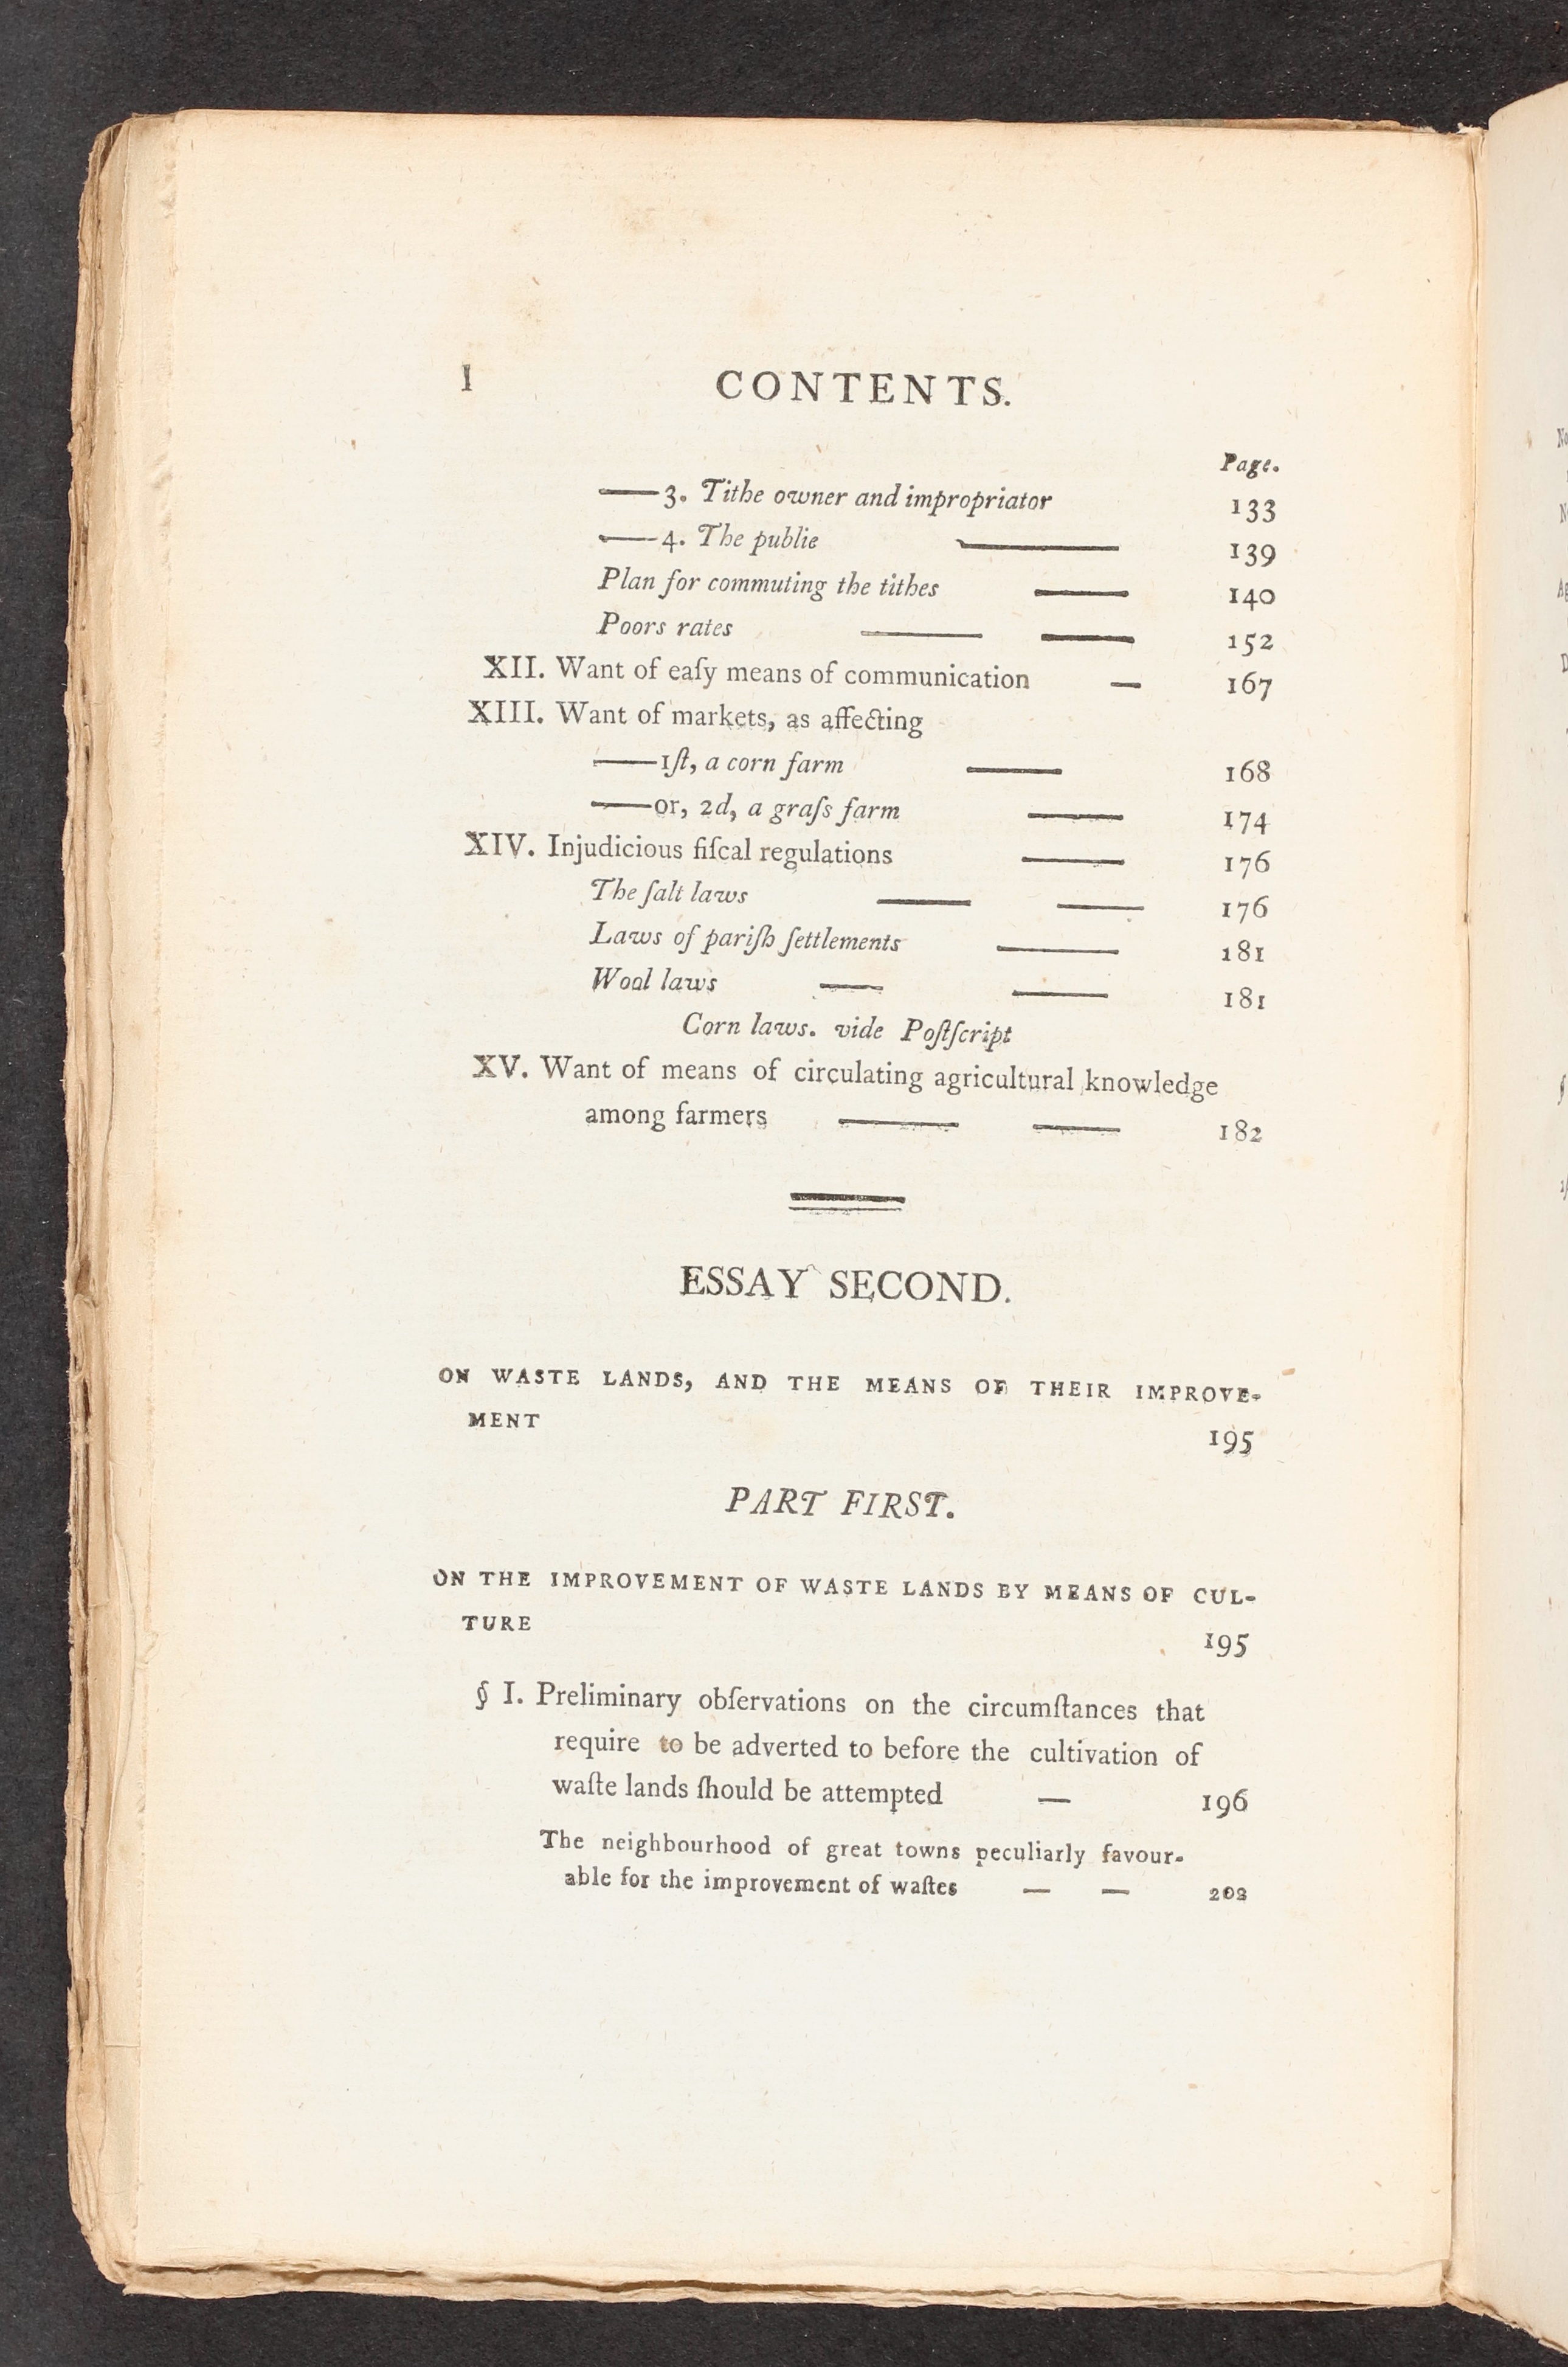 l CONTENTS.
Page.
——3. Tithe owner and impropriator 133
——4. The publie —— 139
Plan for commuting the tithes —— 140
Poors rates —— —— 152
XII. Want of eaſy means of communication — 167
XIII. Want of markets, as affecting
——1ſt, a corn farm —— 168
——or, 2d, a graſs farm —— 174
XIV. Injudicious fiſcal regulations —— 176
The ſalt laws —— —— 176
Laws of pariſh ſettlements —— 181
Wool laws —— —— 181
Corn laws. vide Poſtſcript
XV. Want of means of circulating agricultural knowledge
among farmers —— —— 182
ESSAY SECOND.
ON WASTE LANDS, AND THE MEANS OF THEIR IMPROVE-
MENT 195
PART FIRST.
ON THE IMPROVEMENT OF WASTE LANDS BY MEANS OF CUL-
TURE 195
§ I. Preliminary obſervations on the circumſtances that
require to be adverted to before the cultivation of
waſte lands ſhould be attempted — 196
The neighbourhood of great towns peculiarly favour-
able for the improvement of waſtes — —